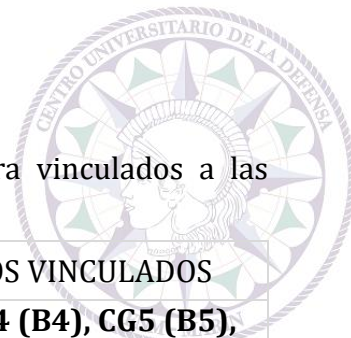 CENTRO UNIVERSITARIO DE LA DEFENSA
ra vinculados a las
OS VINCULADOS
4 (B4), CG5 (B5),